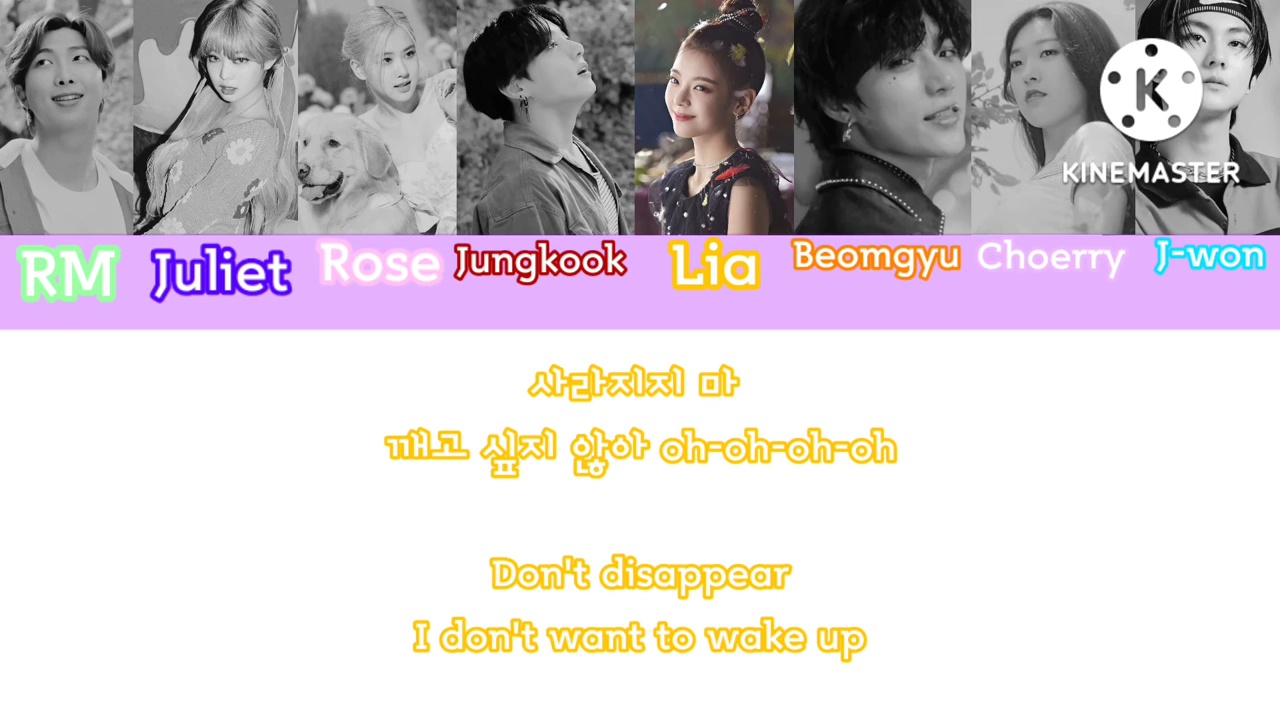 K
KINEMASTER
RM Juliet Rose Jungkook Lia Beomgyu Choerry J-won
사라지지 마
깨고 싶지 않아 oh-oh-oh-oh
Don't disappear
I don't want to wake up